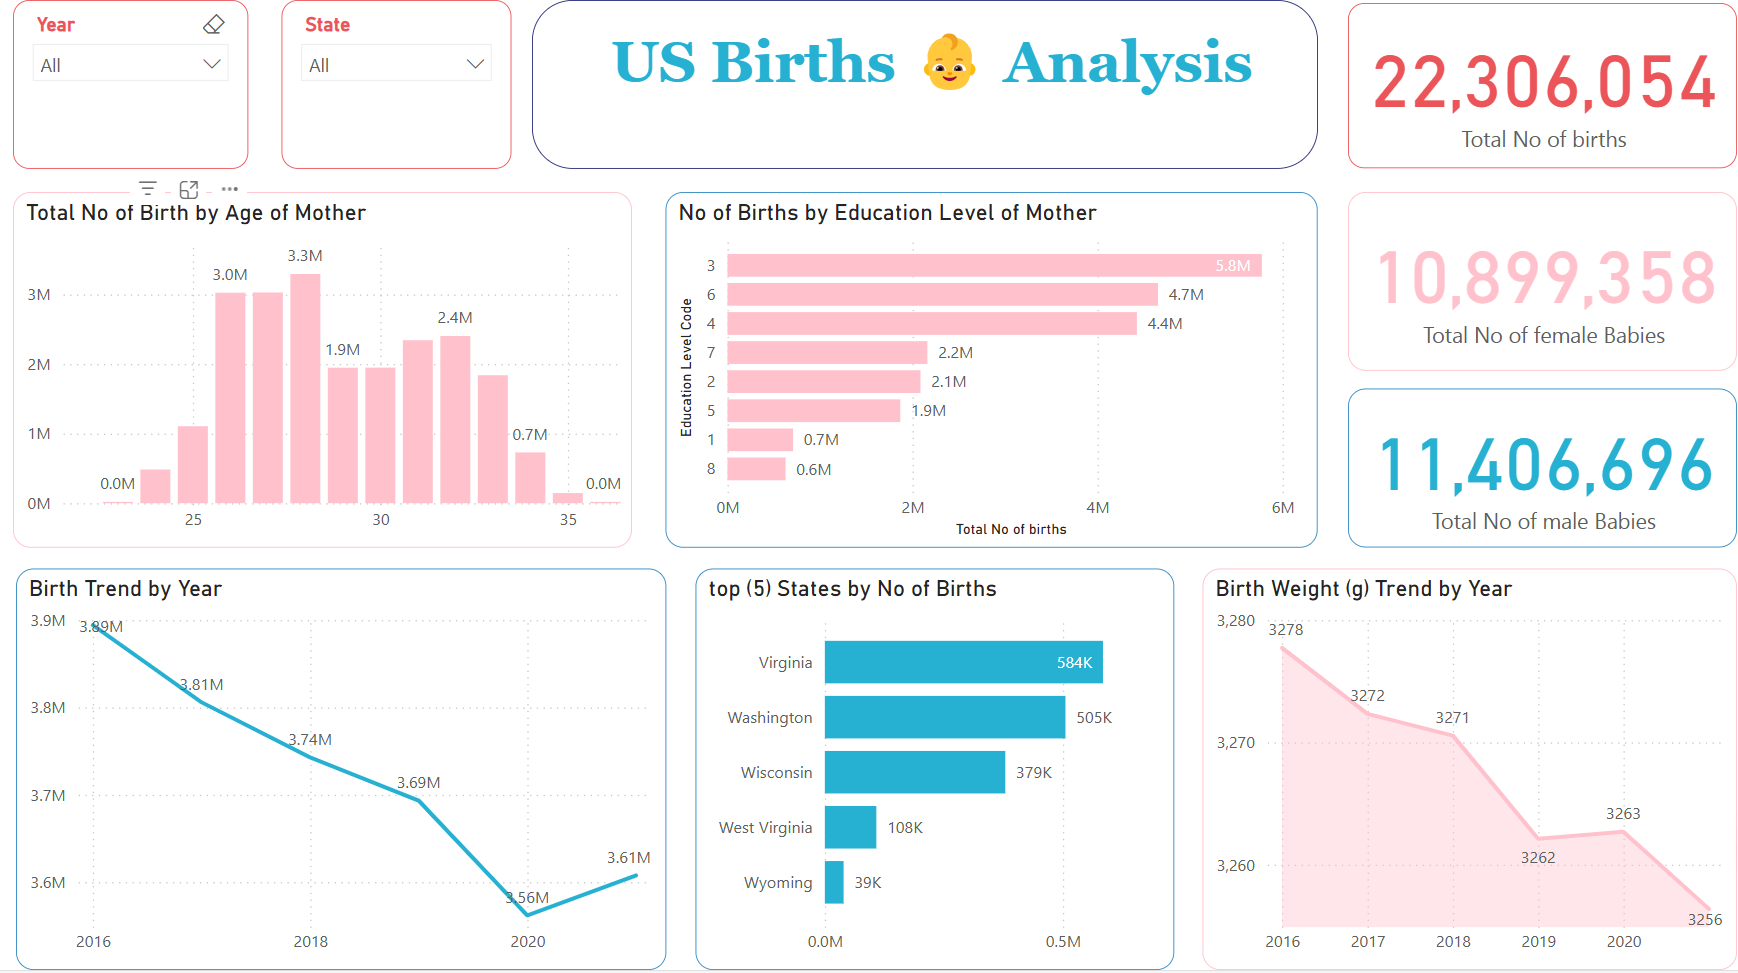 Year
All
State
All
US Births 👶 Analysis
22,306,054
Total No of births
Total No of Birth by Age of Mother
3M
2M
1M
0M
0.0M
3.0M
3.3M
1.9M
2.4M
0.7M
0.0M
25
30
35
No of Births by Education Level of Mother
Education Level Code
3 5.8M
6 4.7M
4 4.4M
7 2.2M
2 2.1M
5 1.9M
1 0.7M
8 0.6M
0M 2M 4M 6M
Total No of births
10,899,358
Total No of female Babies
11,406,696
Total No of male Babies
Birth Trend by Year
3.9M
3.8M
3.7M
3.6M
3.89M
3.81M
3.74M
3.69M
3.56M
3.61M
2016 2018 2020
top (5) States by No of Births
Virginia 584K
Washington 505K
Wisconsin 379K
West Virginia 108K
Wyoming 39K
0.0M 0.5M
Birth Weight (g) Trend by Year
3,280
3,270
3,260
3278
3272
3271
3262
3263
3256
2016 2017 2018 2019 2020